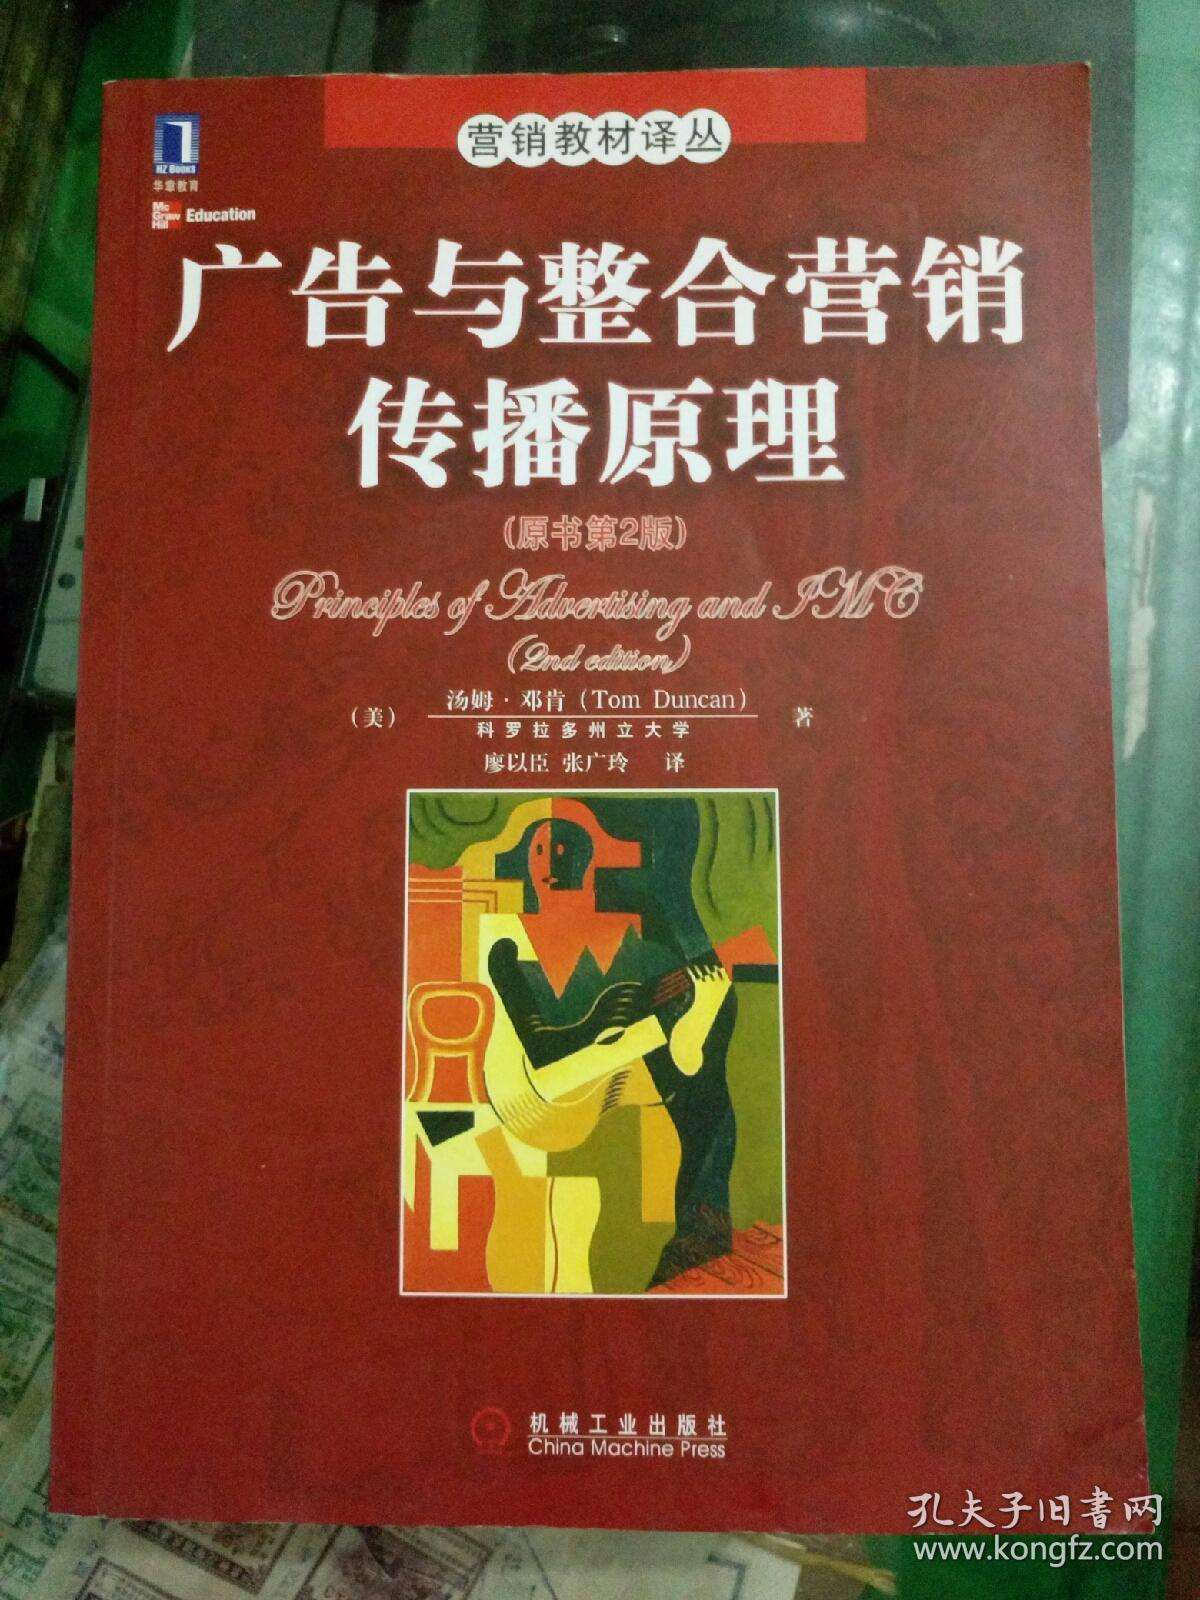 营销教材译丛
HZ Books
华章教育
Mc
Graw
Hill
Education
广告与整合营销
传播原理
(原书第2版)
Principles of Advertising and IMC
(2nd edition)
(美)
汤姆·邓肯(Tom Duncan)
科罗拉多州立大学
著
廖以臣 张广玲 译
机械工业出版社
China Machine Press
孔夫子旧書网
www.kongfz.com